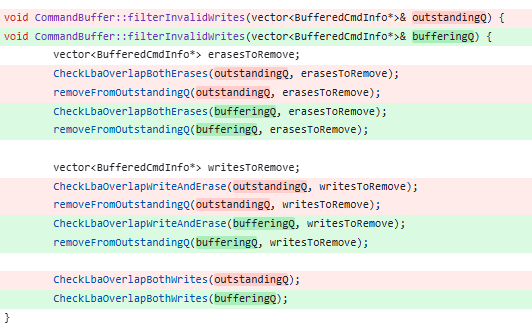 void CommandBuffer::filterInvalidWrites(vector<BufferedCmdInfo*>& outstandingQ) {
void CommandBuffer::filterInvalidWrites(vector<BufferedCmdInfo*>& bufferingQ) {
vector<BufferedCmdInfo*> erasesToRemove;
CheckLbaOverlapBothErases(outstandingQ, erasesToRemove);
removeFromOutstandingQ(outstandingQ, erasesToRemove);
CheckLbaOverlapBothErases(bufferingQ, erasesToRemove);
removeFromOutstandingQ(bufferingQ, erasesToRemove);
vector<BufferedCmdInfo*> writesToRemove;
CheckLbaOverlapWriteAndErase(outstandingQ, writesToRemove);
removeFromOutstandingQ(outstandingQ, writesToRemove);
CheckLbaOverlapWriteAndErase(bufferingQ, writesToRemove);
removeFromOutstandingQ(bufferingQ, writesToRemove);
CheckLbaOverlapBothWrites(outstandingQ);
CheckLbaOverlapBothWrites(bufferingQ);
}